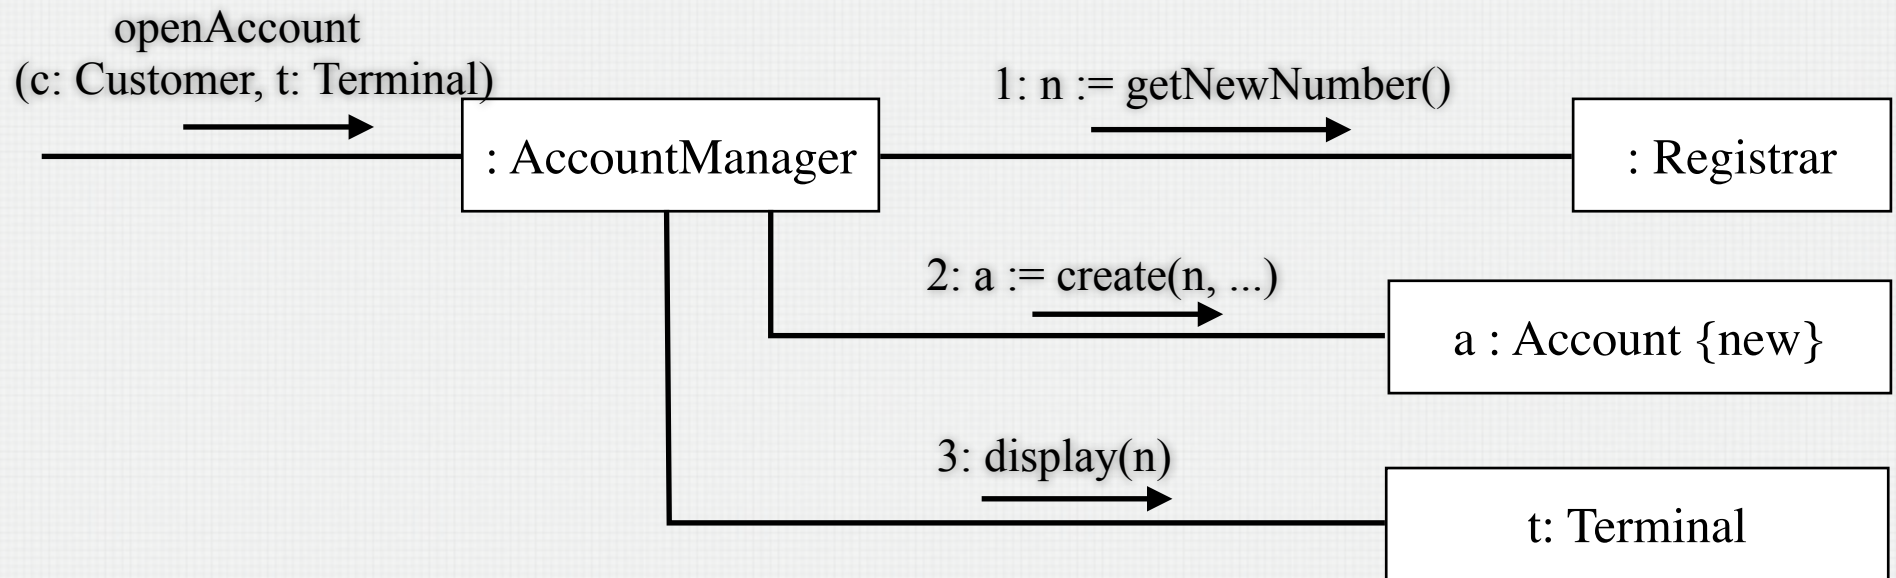 openAccount
(c: Customer, t: Terminal)
1: n := getNewNumber()
: AccountManager
: Registrar
2: a := create(n, ...)
a : Account {new}
3: display(n)
t: Terminal